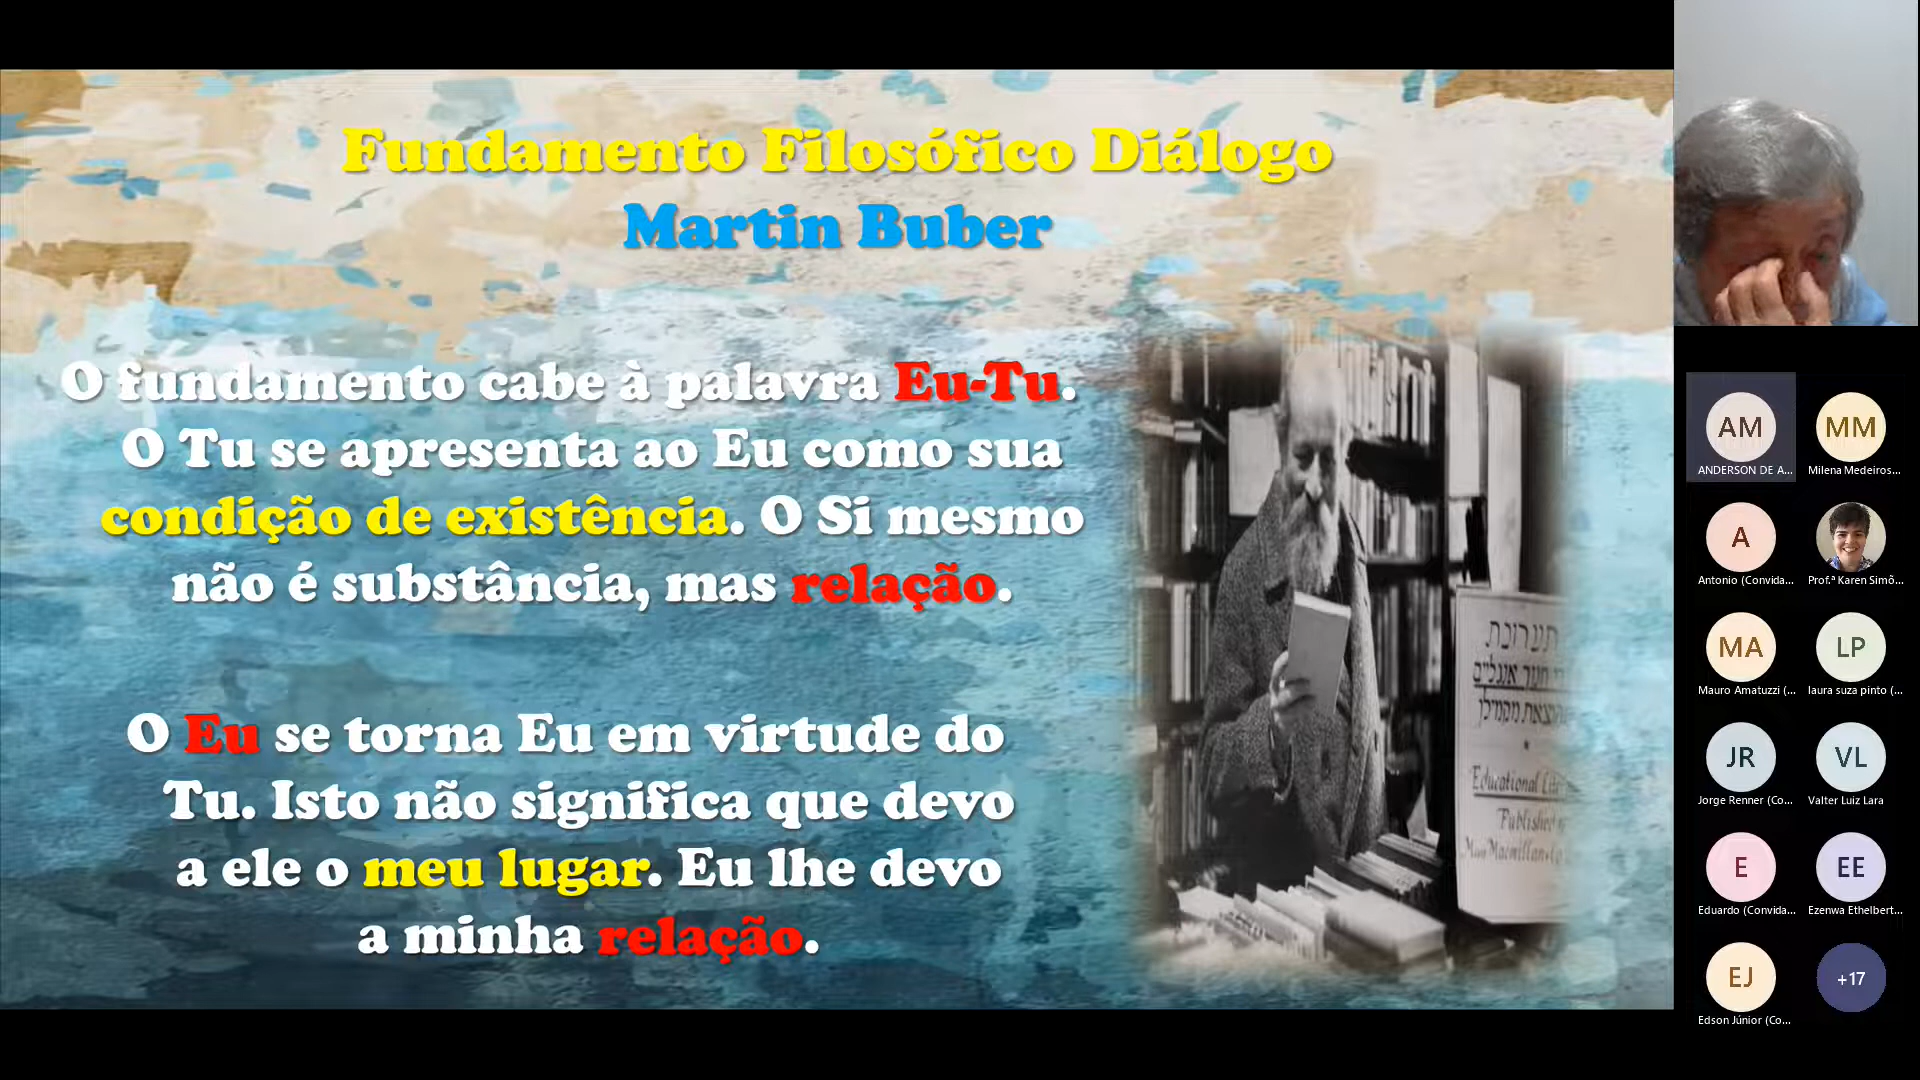 Fundamento Filosófico Diálogo
Martin Buber
O fundamento cabe à palavra Eu-Tu.
O Tu se apresenta ao Eu como sua
condição de existência. O Si mesmo
não é substância, mas relação.
O Eu se torna Eu em virtude do
Tu. Isto não significa que devo
a ele o meu lugar. Eu lhe devo
a minha relação.
תערוכת
Educational
Published
AM
ANDERSON DE A...
MM
Milena Medeiros...
A
Antonio (Convida...
Prof.ª Karen Simõ...
MA
Mauro Amatuzzi (...
LP
laura suza pinto (...
JR
Jorge Renner (Co...
VL
Valter Luiz Lara
E
Eduardo (Convida...
EE
Ezenwa Ethelbert...
EJ
Edson Júnior (Co...
+17